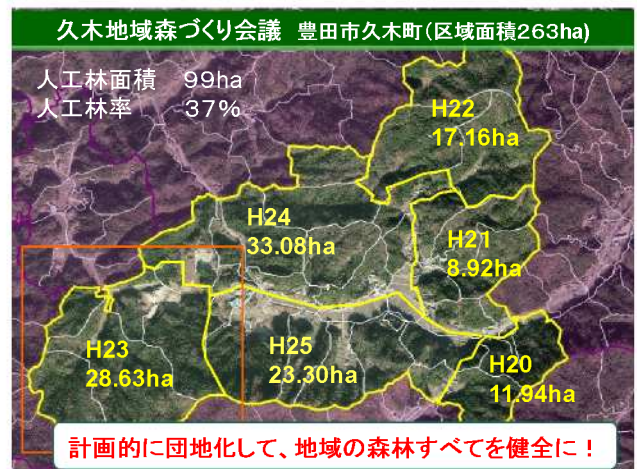 久木地域森づくり会議 豊田市久木町(区域面積263ha)
人工林面積 99ha
人工林率 37%
H22
17.16ha
H24
33.08ha
H21
8.92ha
H23
28.63ha
H25
23.30ha
H20
11.94ha
計画的に団地化して、地域の森林すべてを健全に!